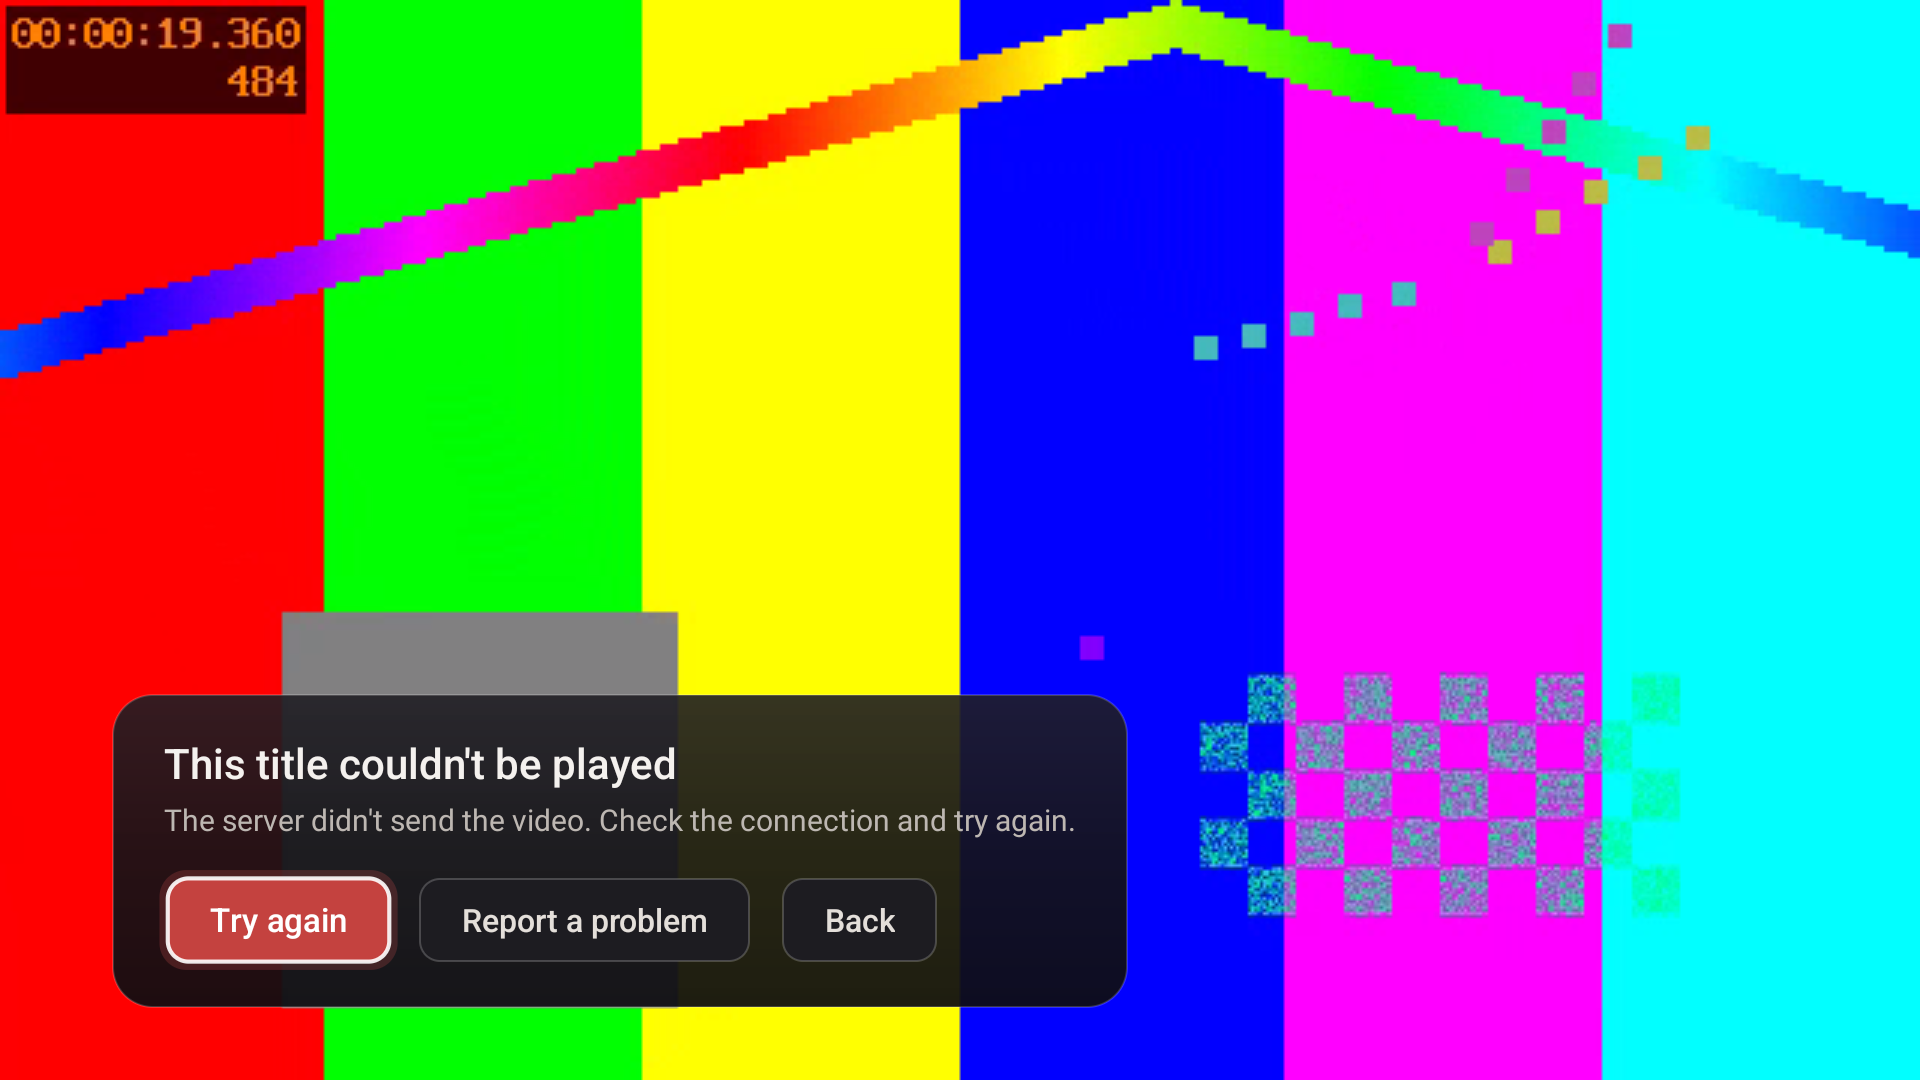 00:00:19.360
484
This title couldn't be played
The server didn't send the video. Check the connection and try again.
Try again
Report a problem
Back